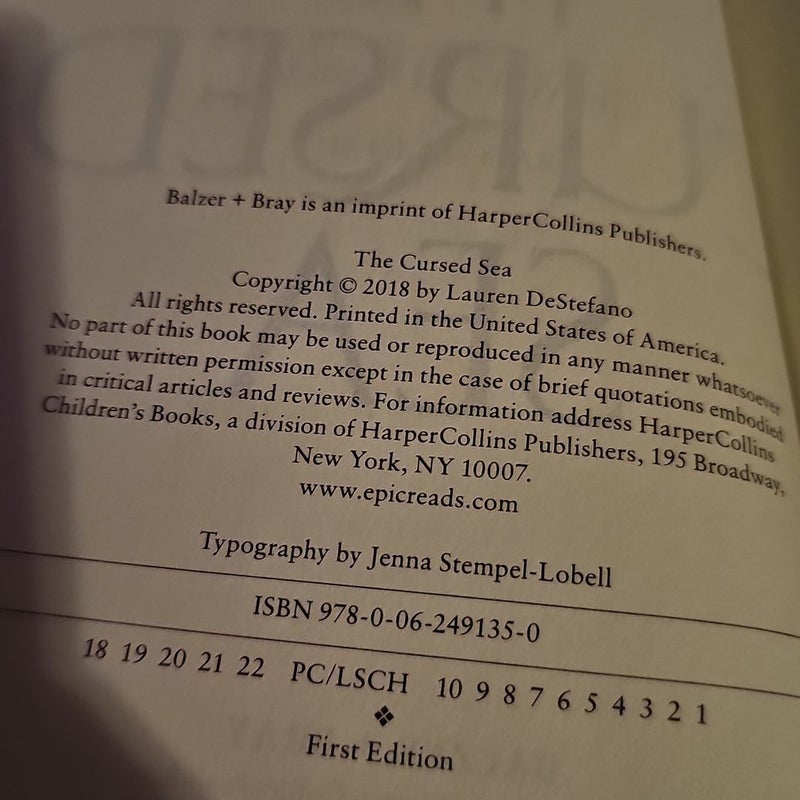 Balzer + Bray is an imprint of HarperCollins Publishers.
The Cursed Sea
Copyright © 2018 by Lauren DeStefano
All rights reserved. Printed in the United States of America.
No part of this book may be used or reproduced in any manner whatsoever
without written permission except in the case of brief quotations embodied
in critical articles and reviews. For information address HarperCollins
Children's Books, a division of HarperCollins Publishers, 195 Broadway,
New York, NY 10007.
www.epicreads.com
Typography by Jenna Stempel-Lobell
ISBN 978-0-06-249135-0
18 19 20 21 22 PC/LSCH 10 9 8 7 6 5 4 3 2 1
❖
First Edition